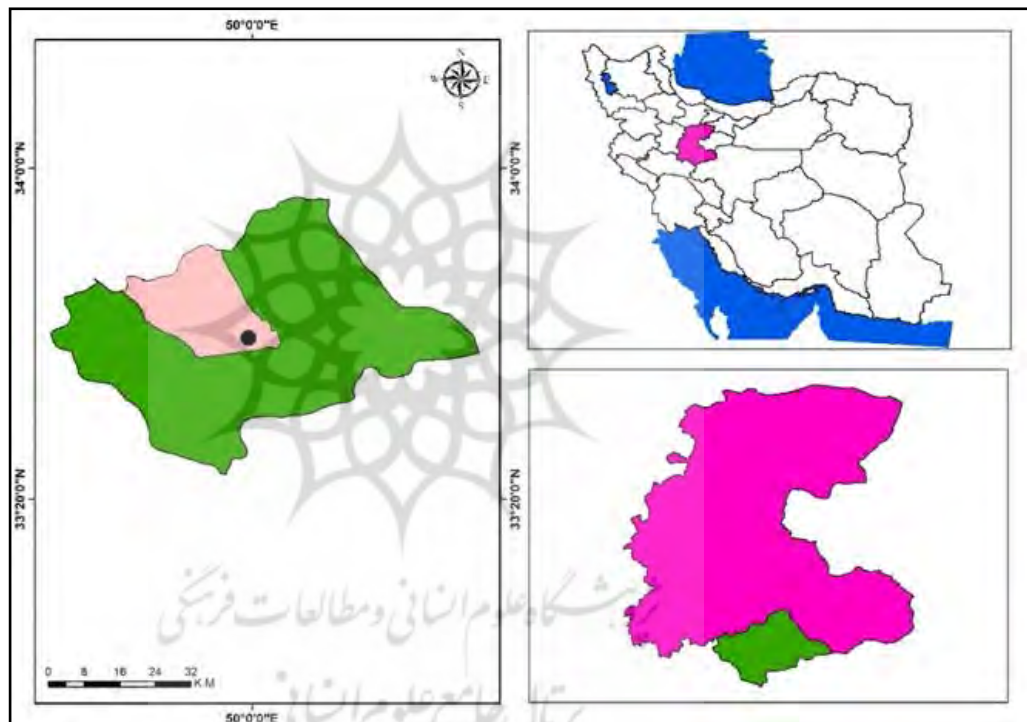 50°0'0"E
N
W E
S
34°0'0"N
34°0'0"N
33°20'0"N
33°20'0"N
پژوهشگاه علوم انسانی و مطالعات فرهنگی
0 8 16 24 32
K.M
پرتال جامع علوم انسانی
50°0'0"E